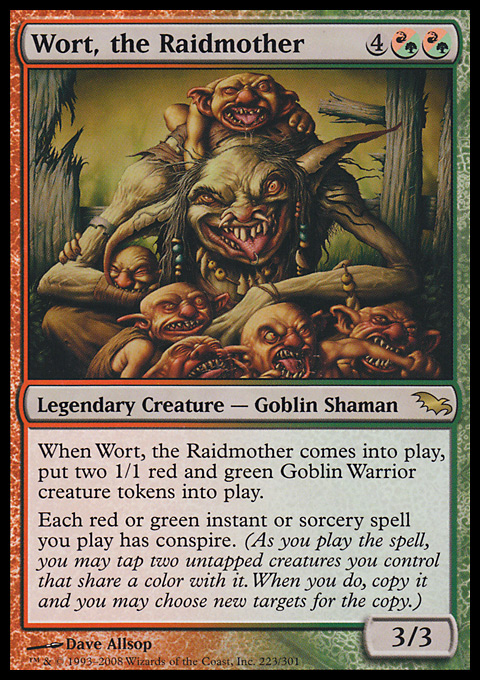 Wort, the Raidmother 4
Legendary Creature — Goblin Shaman
When Wort, the Raidmother comes into play,
put two 1/1 red and green Goblin Warrior
creature tokens into play.
Each red or green instant or sorcery spell
you play has conspire. (As you play the spell,
you may tap two untapped creatures you control
that share a color with it. When you do, copy it
and you may choose new targets for the copy.)
Dave Allsop
3/3
™ & © 1993–2008 Wizards of the Coast, Inc. 223/301